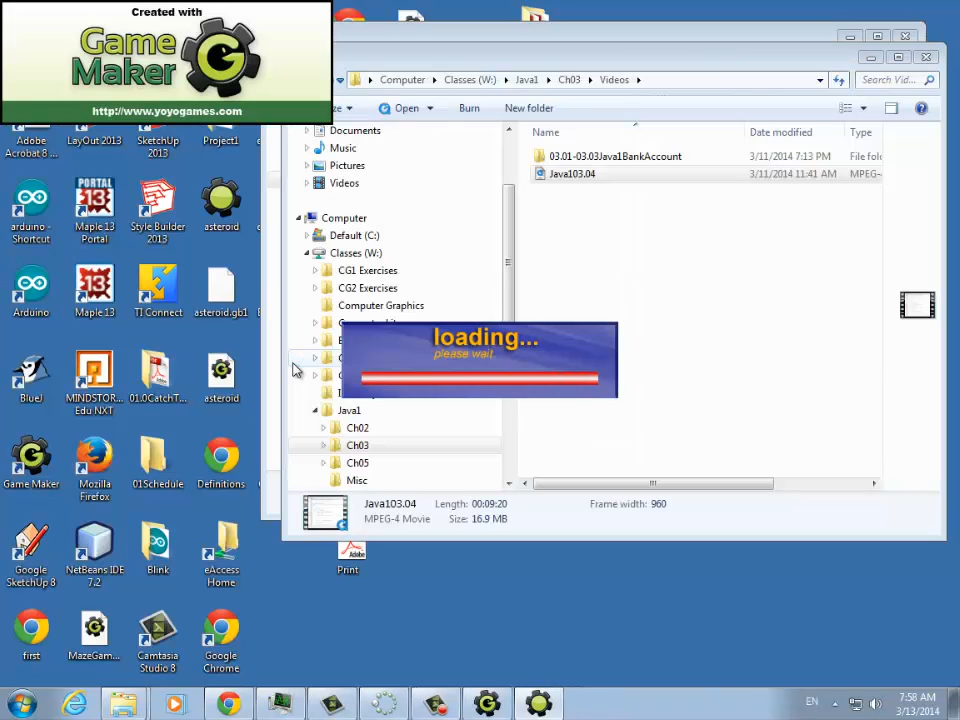 Created with
Game
Maker
http://www.yoyogames.com
Computer
Classes (W:)
Java1
Ch03
Videos
Search Vid...
Open
Burn
New folder
Documents
Music
Pictures
Videos
Computer
Default (C:)
Classes (W:)
CG1 Exercises
CG2 Exercises
Computer Graphics
Java1
Ch02
Ch03
Ch05
Misc
Name
Date modified
Type
03.01-03.03Java1BankAccount
3/11/2014 7:13 PM
File fol
Java103.04
3/11/2014 11:41 AM
MPEG-
loading...
please wait
Java103.04
Length: 00:09:20
Frame width: 960
MPEG-4 Movie
Size: 16.9 MB
Adobe
Acrobat 8 ...
LayOut 2013
SketchUp
2013
Project1
arduino -
Shortcut
Maple 13
Portal
Style Builder
2013
asteroid
Arduino
Maple 13
TI Connect
asteroid.gb1
BlueJ
MINDSTOR...
Edu NXT
01.0CatchT...
asteroid
Game Maker
Mozilla
Firefox
01Schedule
Definitions
Google
SketchUp 8
NetBeans IDE
7.2
Blink
eAccess
Home
Print
first
MazeGam...
Camtasia
Studio 8
Google
Chrome
EN
7:58 AM
3/13/2014